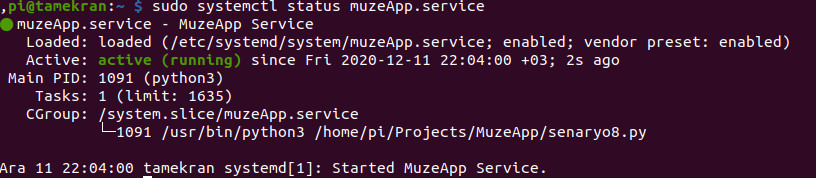 ,pi@tamekran:~ $ sudo systemctl status muzeApp.service
● muzeApp.service - MuzeApp Service
   Loaded: loaded (/etc/systemd/system/muzeApp.service; enabled; vendor preset: enabled)
   Active: active (running) since Fri 2020-12-11 22:04:00 +03; 2s ago
 Main PID: 1091 (python3)
    Tasks: 1 (limit: 1635)
   CGroup: /system.slice/muzeApp.service
           └─1091 /usr/bin/python3 /home/pi/Projects/MuzeApp/senaryo8.py

Ara 11 22:04:00 tamekran systemd[1]: Started MuzeApp Service.